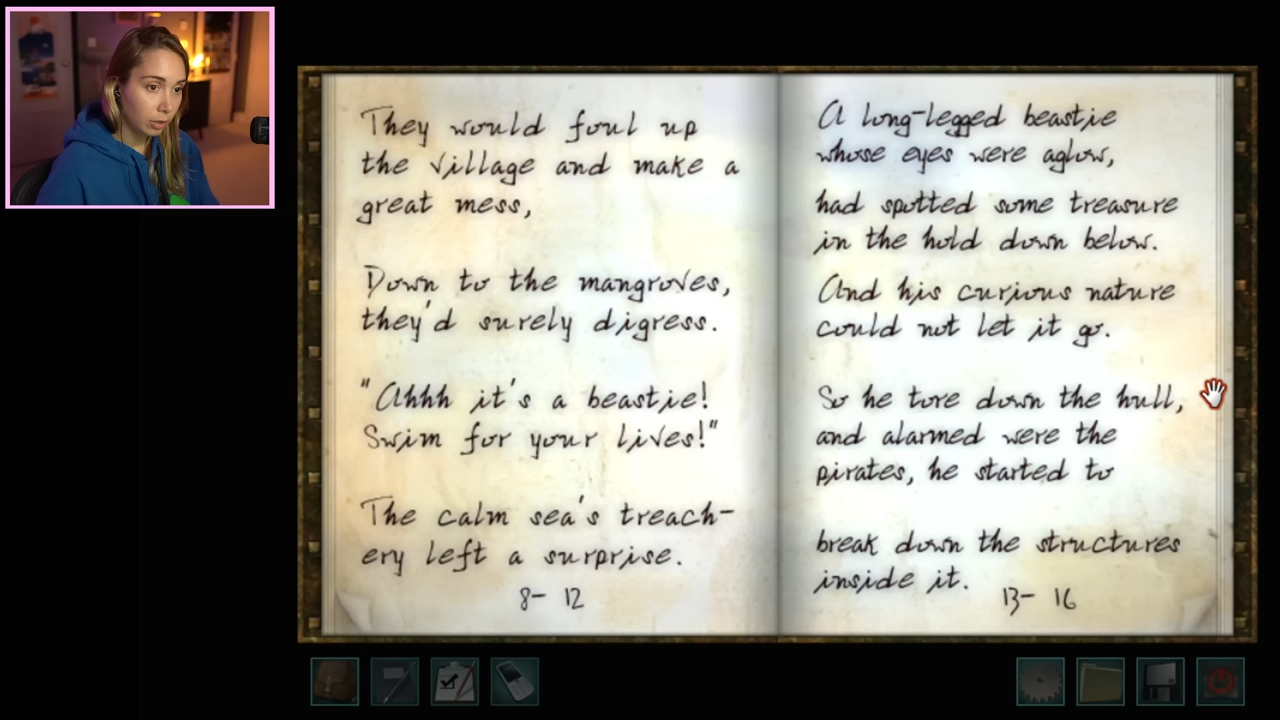 They would foul up
the village and make a
great mess,
Down to the mangroves,
they'd surely digress.
"Ahhh it's a beastie!
Swim for your lives!"
The calm sea's treach-
ery left a surprise.
8- 12
A long-legged beastie
whose eyes were aglow,
had spotted some treasure
in the hold down below.
And his curious nature
could not let it go.
So he tore down the hull,
and alarmed were the
pirates, he started to
break down the structures
inside it.
13- 16